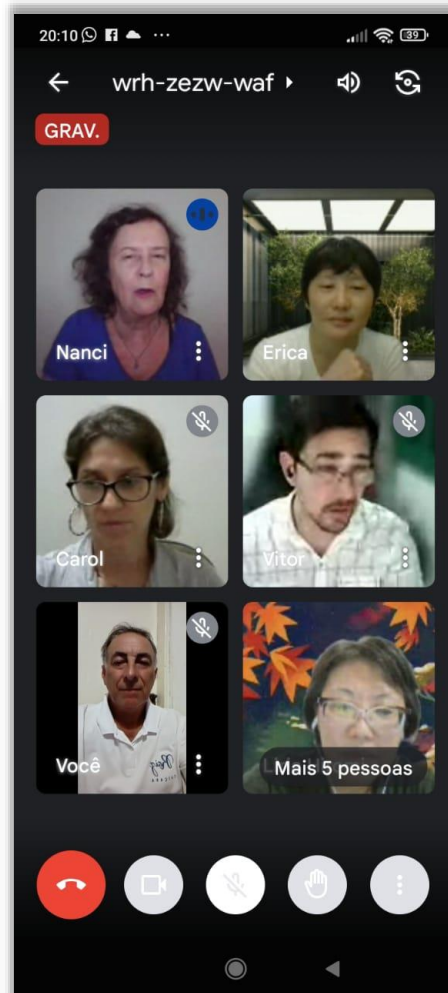 20:10
39
wrh-zezw-waf
GRAV.
Nanci
Erica
Carol
Vitor
Você
Mais 5 pessoas